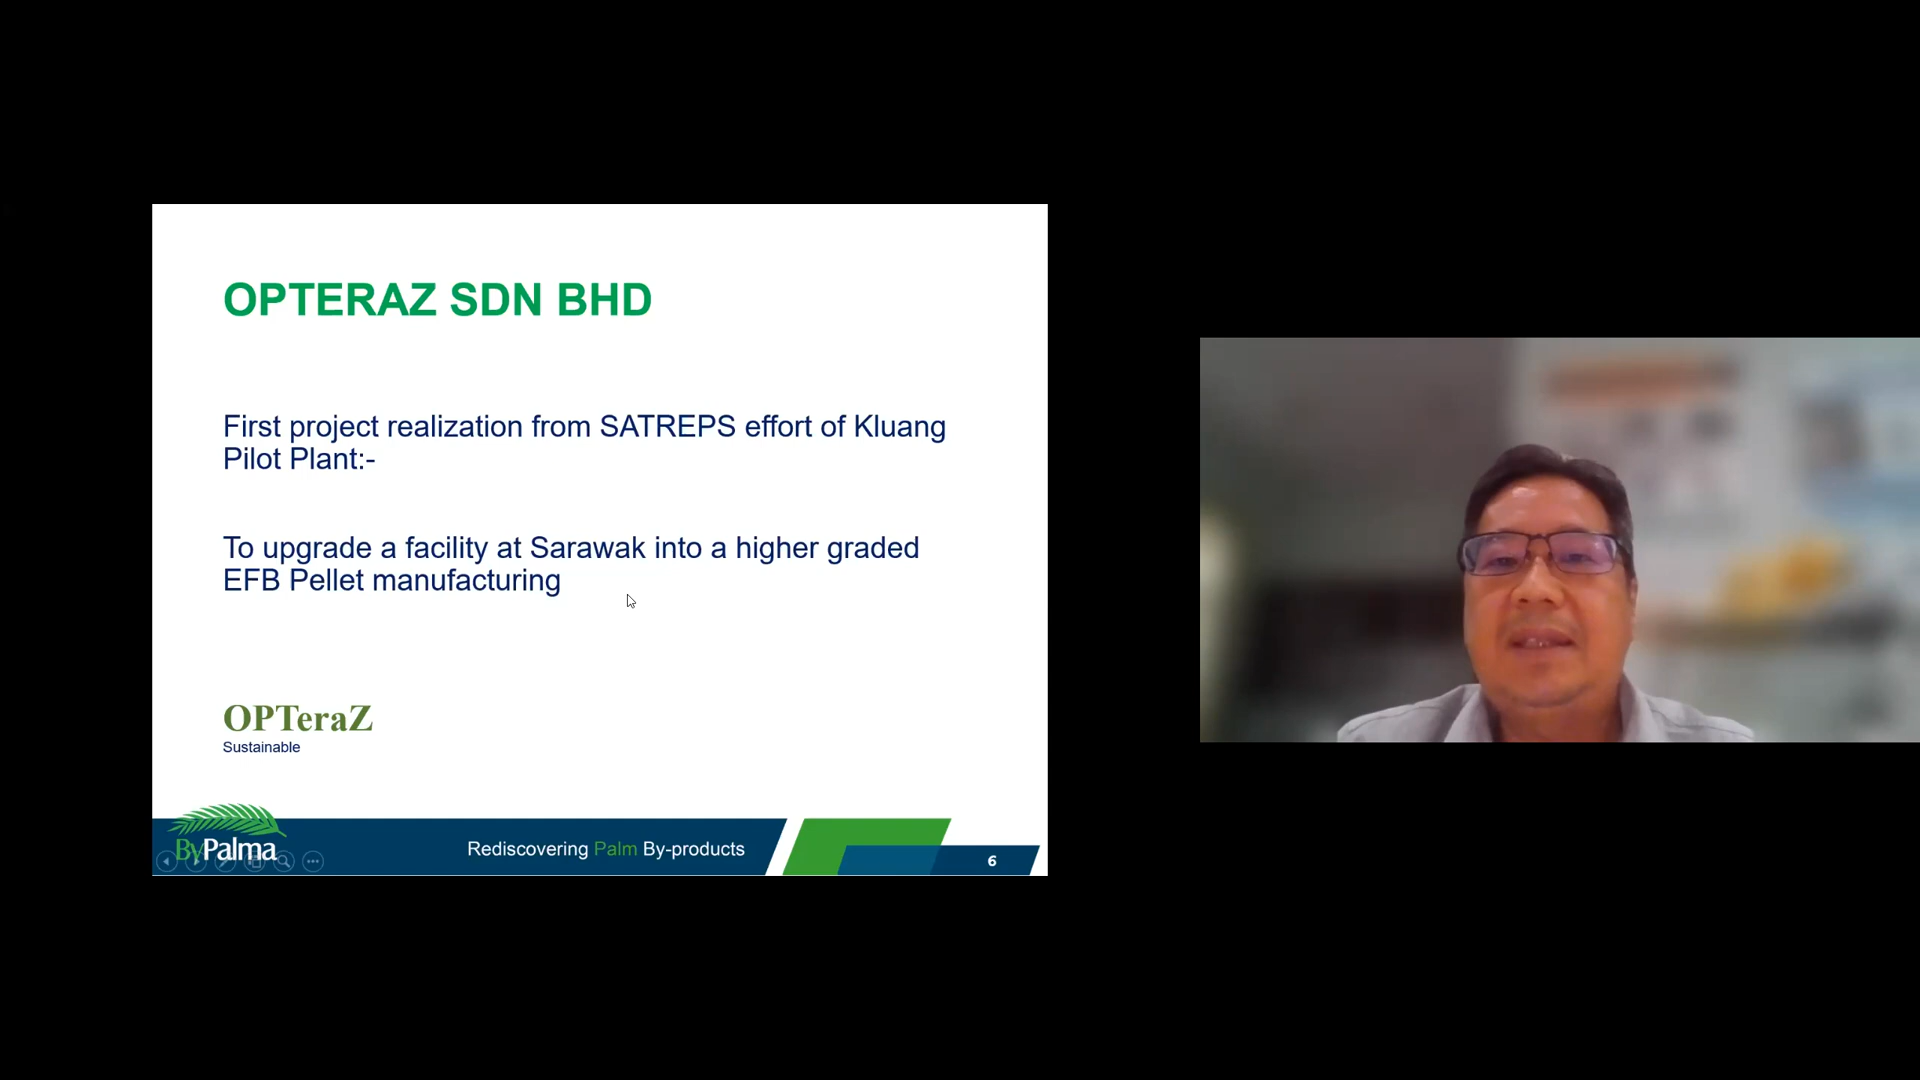 OPTERAZ SDN BHD
First project realization from SATREPS effort of Kluang
Pilot Plant:-
To upgrade a facility at Sarawak into a higher graded
EFB Pellet manufacturing
OPTeraZ
Sustainable
ByPalma
Rediscovering Palm By-products
6